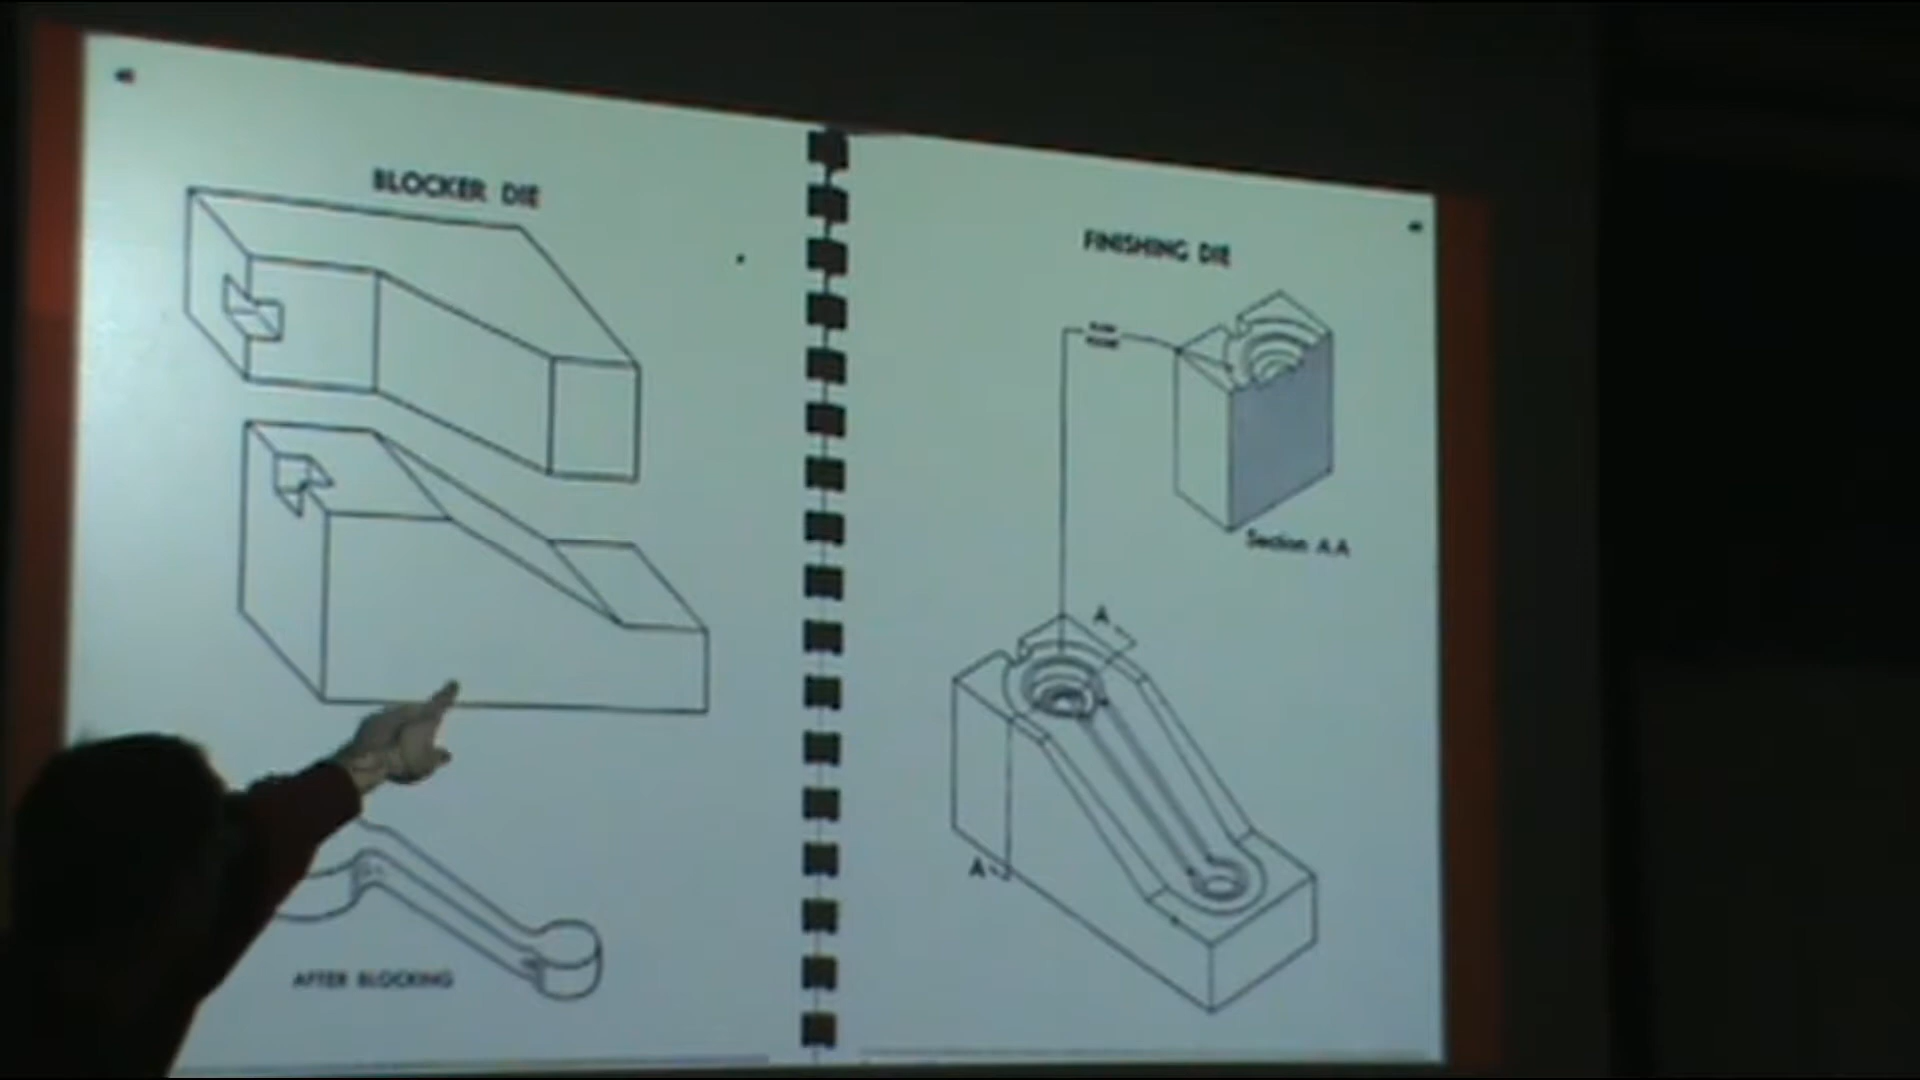 BLOCKER DIE
AFTER BLOCKING
FINISHING DIE
Section A-A
A
A